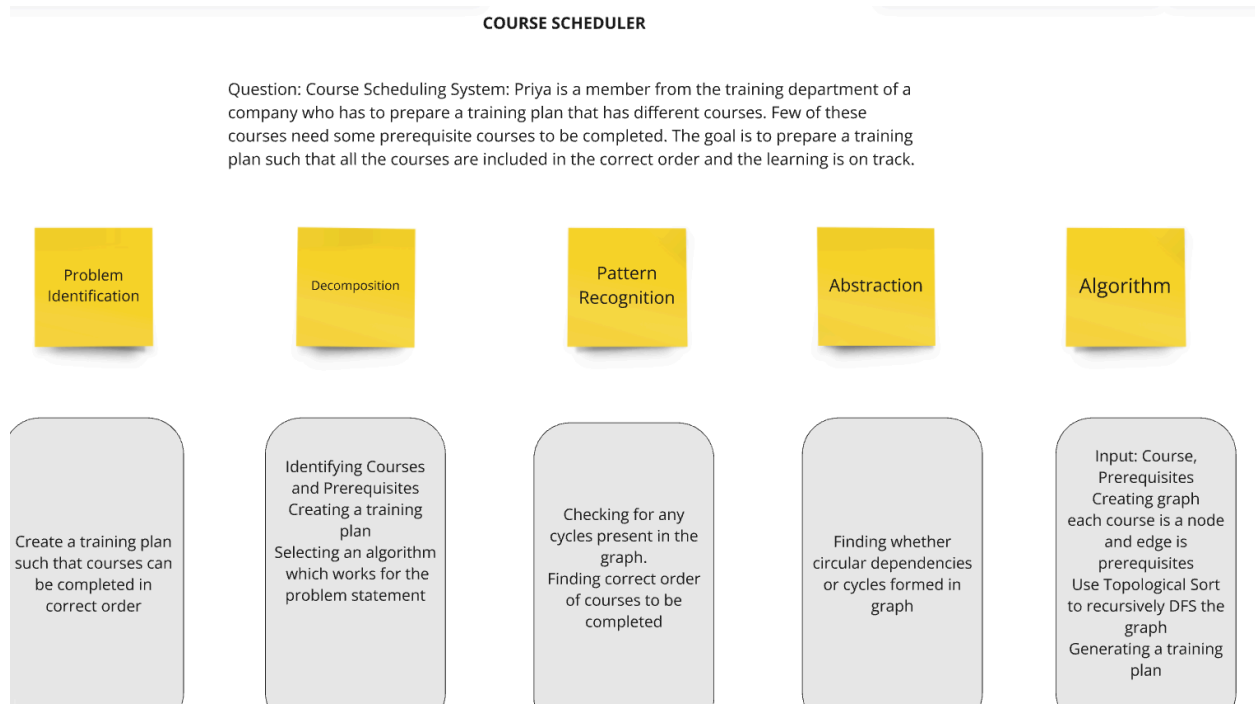 COURSE SCHEDULER
Question: Course Scheduling System: Priya is a member from the training department of a
company who has to prepare a training plan that has different courses. Few of these
courses need some prerequisite courses to be completed. The goal is to prepare a training
plan such that all the courses are included in the correct order and the learning is on track.
Problem
Identification
Decomposition
Pattern
Recognition
Abstraction
Algorithm
Create a training plan
such that courses can
be completed in
correct order
Identifying Courses
and Prerequisites
Creating a training
plan
Selecting an algorithm
which works for the
problem statement
Checking for any
cycles present in the
graph.
Finding correct order
of courses to be
completed
Finding whether
circular dependencies
or cycles formed in
graph
Input: Course,
Prerequisites
Creating graph
each course is a node
and edge is
prerequisites
Use Topological Sort
to recursively DFS the
graph
Generating a training
plan